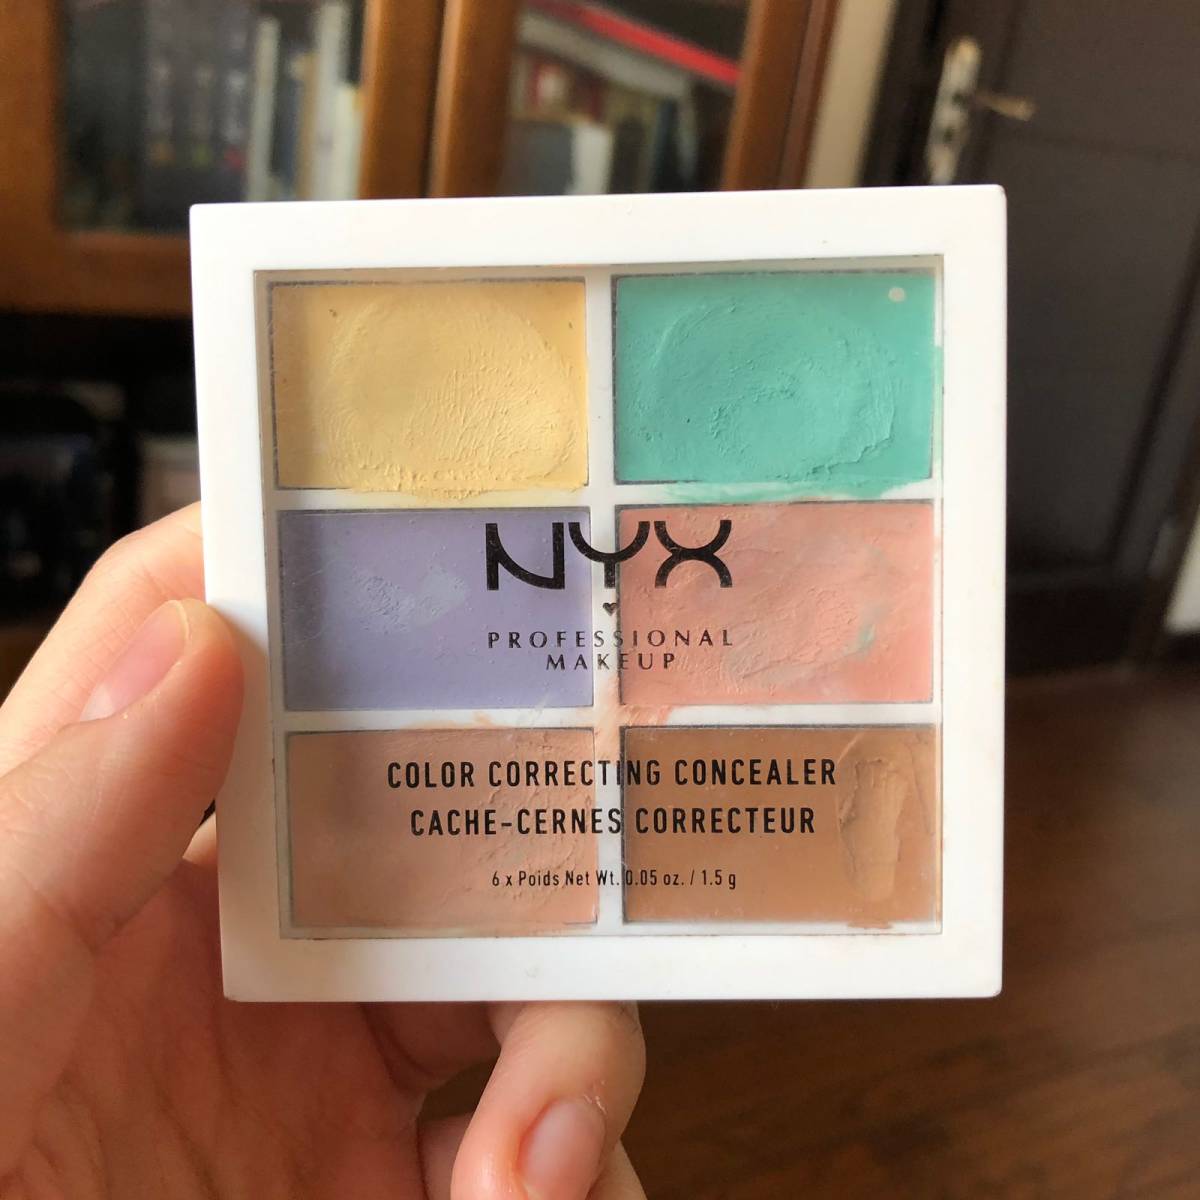 NYX
PROFESSIONAL
MAKEUP
COLOR CORRECTING CONCEALER
CACHE-CERNES CORRECTEUR
6 x Poids Net Wt. 0.05 oz. / 1.5 g